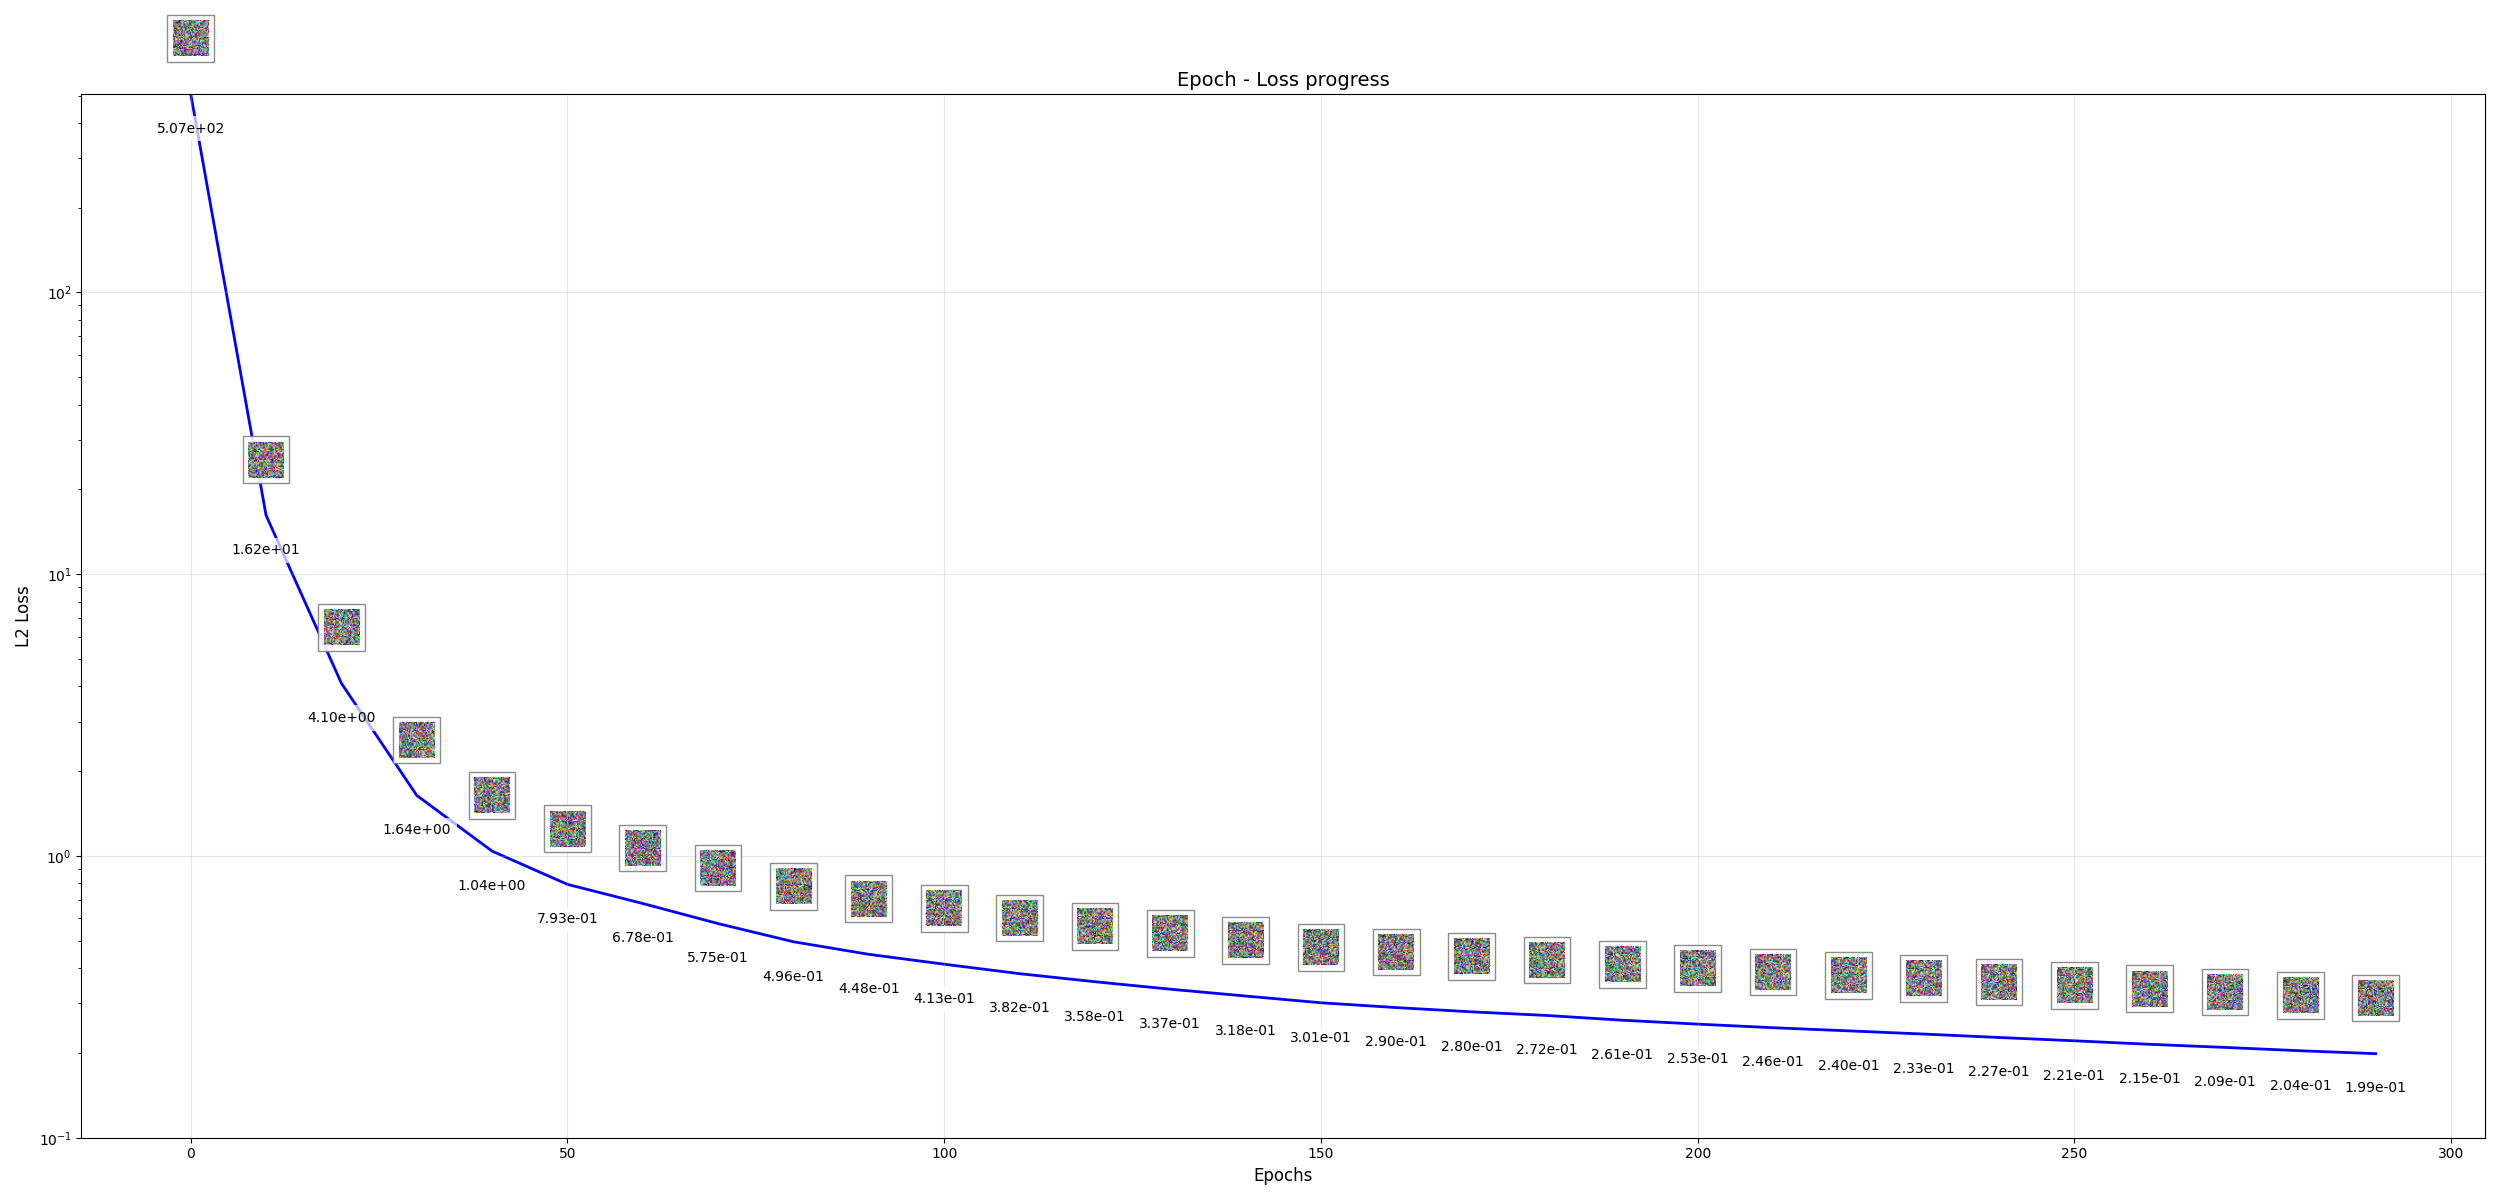 Epoch - Loss progress
L2 Loss
10²
10¹
10⁰
10⁻¹
5.07e+02
1.62e+01
4.10e+00
1.64e+00
1.04e+00
7.93e-01
6.78e-01
5.75e-01
4.96e-01
4.48e-01
4.13e-01
3.82e-01
3.58e-01
3.37e-01
3.18e-01
3.01e-01
2.90e-01
2.80e-01
2.72e-01
2.61e-01
2.53e-01
2.46e-01
2.40e-01
2.33e-01
2.27e-01
2.21e-01
2.15e-01
2.09e-01
2.04e-01
1.99e-01
0 50 100 150 200 250 300
Epochs